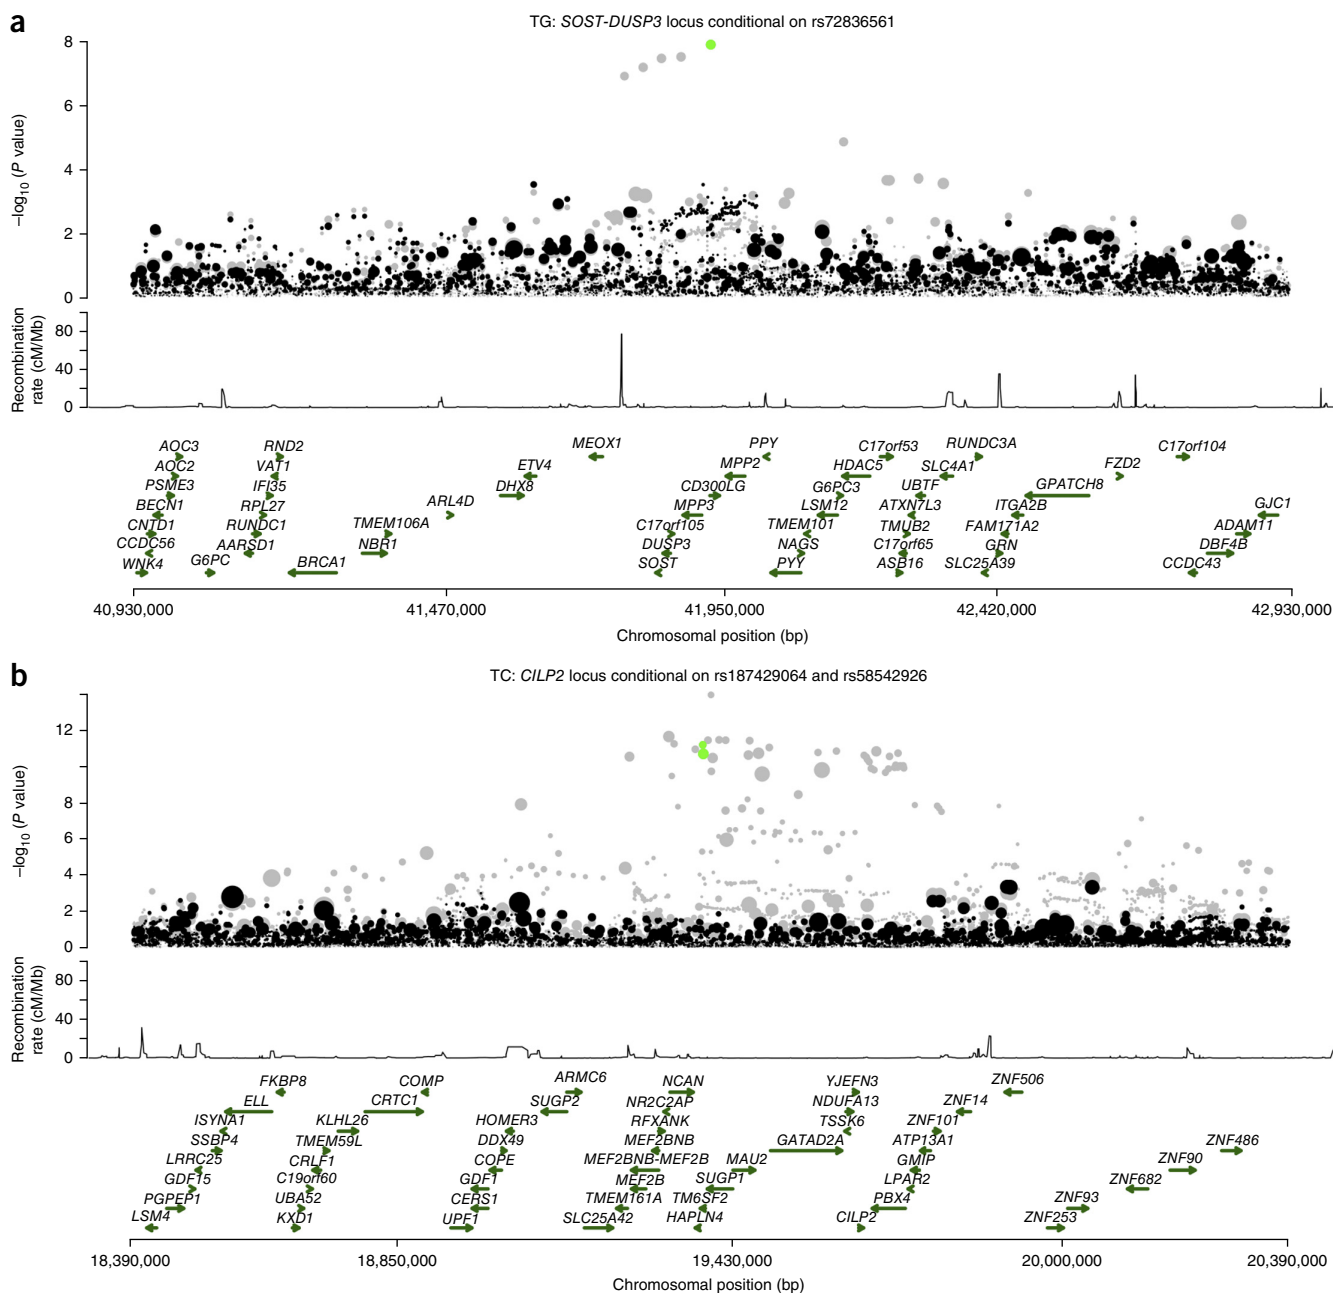 a
TG: SOST-DUSP3 locus conditional on rs72836561
8
6
4
2
0
–log10 (P value)
80
40
0
Recombination
rate (cM/Mb)
AOC3 RND2 MEOX1 PPY C17orf53 RUNDC3A C17orf104
AOC2 VAT1 ETV4 MPP2 HDAC5 SLC4A1 FZD2
PSME3 IFI35 DHX8 CD300LG G6PC3 UBTF GPATCH8
BECN1 RPL27 ARL4D MPP3 LSM12 ATXN7L3 ITGA2B GJC1
CNTD1 RUNDC1 TMEM106A C17orf105 TMEM101 TMUB2 FAM171A2 ADAM11
CCDC56 AARSD1 NBR1 DUSP3 NAGS C17orf65 GRN DBF4B
WNK4 G6PC BRCA1 SOST PYY ASB16 SLC25A39 CCDC43
40,930,000 41,470,000 41,950,000 42,420,000 42,930,000
Chromosomal position (bp)
b
TC: CILP2 locus conditional on rs187429064 and rs58542926
12
8
6
4
2
0
–log10 (P value)
80
40
0
Recombination
rate (cM/Mb)
FKBP8 COMP ARMC6 NCAN YJEFN3 ZNF506
ELL CRTC1 SUGP2 NR2C2AP NDUFA13 ZNF14
ISYNA1 KLHL26 HOMER3 RFXANK TSSK6 ZNF101
SSBP4 TMEM59L DDX49 MEF2BNB GATAD2A ATP13A1 ZNF486
LRRC25 CRLF1 COPE MEF2BNB-MEF2B MAU2 GMIP ZNF90
GDF15 C19orf60 GDF1 MEF2B SUGP1 LPAR2 ZNF682
PGPEP1 UBA52 CERS1 TMEM161A TM6SF2 PBX4 ZNF93
LSM4 KXD1 UPF1 SLC25A42 HAPLN4 CILP2 ZNF253
18,390,000 18,850,000 19,430,000 20,000,000 20,390,000
Chromosomal position (bp)